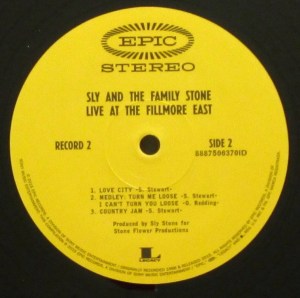 EPIC
STEREO
SLY AND THE FAMILY STONE
LIVE AT THE FILLMORE EAST
RECORD 2
SIDE 2
88875063701D
1. LOVE CITY -S. Stewart-
2. MEDLEY: TURN ME LOOSE -S. Stewart-
I CAN'T TURN YOU LOOSE -O. Redding-
3. COUNTRY JAM -S. Stewart-
Produced by Sly Stone for
Stone Flower Productions
L
LEGACY